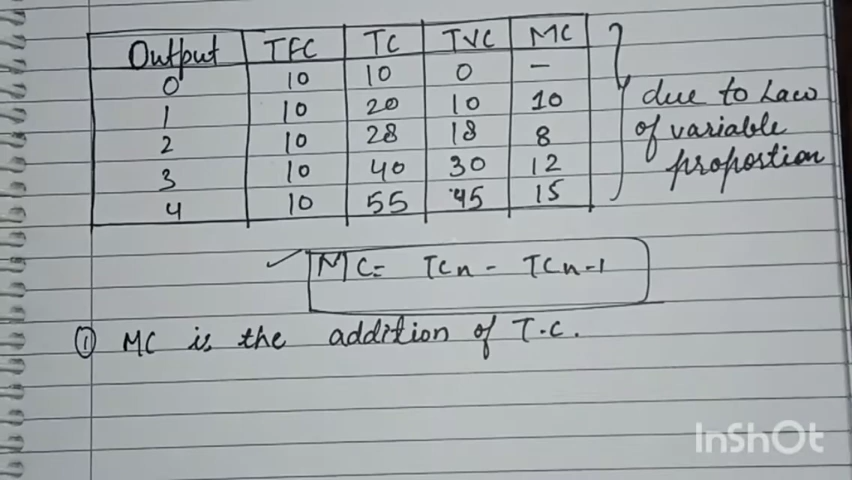 Output TFC TC TVC MC
0 10 10 0 –
1 10 20 10 10
2 10 28 18 8
3 10 40 30 12
4 10 55 45 15
due to Law
of variable
proportion
MC = TCn - TCn-1
① MC is the addition of T.C.
InShOt